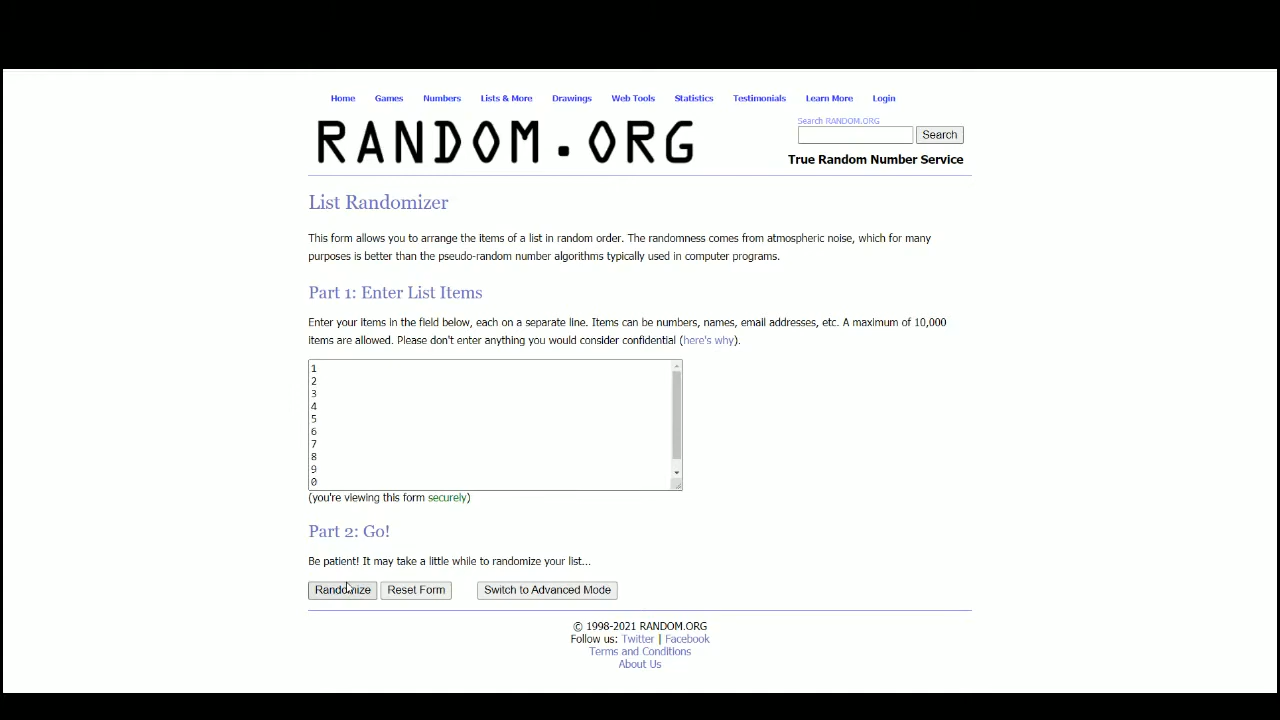 Home Games Numbers Lists & More Drawings Web Tools Statistics Testimonials Learn More Login
RANDOM.ORG
Search RANDOM.ORG
Search
True Random Number Service
List Randomizer
This form allows you to arrange the items of a list in random order. The randomness comes from atmospheric noise, which for many
purposes is better than the pseudo-random number algorithms typically used in computer programs.
Part 1: Enter List Items
Enter your items in the field below, each on a separate line. Items can be numbers, names, email addresses, etc. A maximum of 10,000
items are allowed. Please don't enter anything you would consider confidential (here's why).
1
2
3
4
5
6
7
8
9
0
(you're viewing this form securely)
Part 2: Go!
Be patient! It may take a little while to randomize your list...
Randomize Reset Form Switch to Advanced Mode
© 1998-2021 RANDOM.ORG
Follow us: Twitter | Facebook
Terms and Conditions
About Us